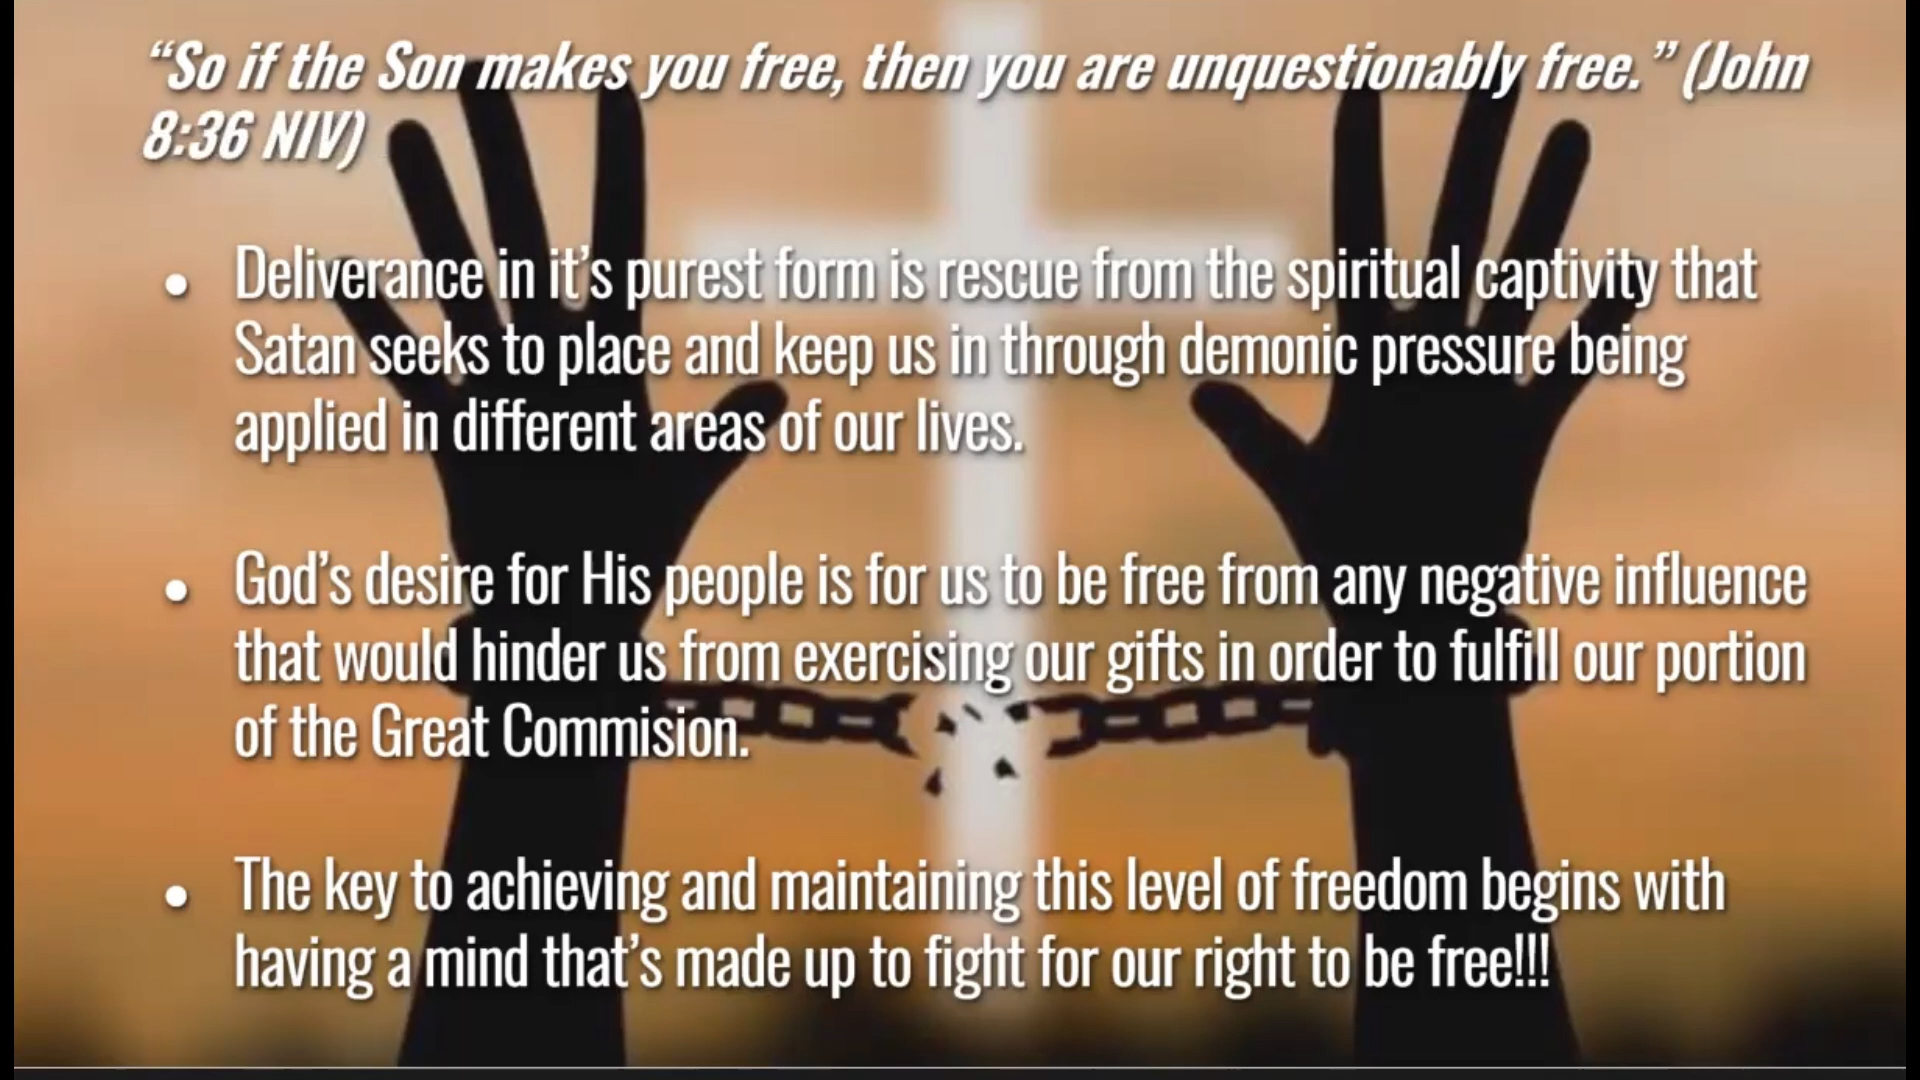 “So if the Son makes you free, then you are unquestionably free.” (John
8:36 NIV)
• Deliverance in it’s purest form is rescue from the spiritual captivity that
Satan seeks to place and keep us in through demonic pressure being
applied in different areas of our lives.
• God’s desire for His people is for us to be free from any negative influence
that would hinder us from exercising our gifts in order to fulfill our portion
of the Great Commision.
• The key to achieving and maintaining this level of freedom begins with
having a mind that’s made up to fight for our right to be free!!!